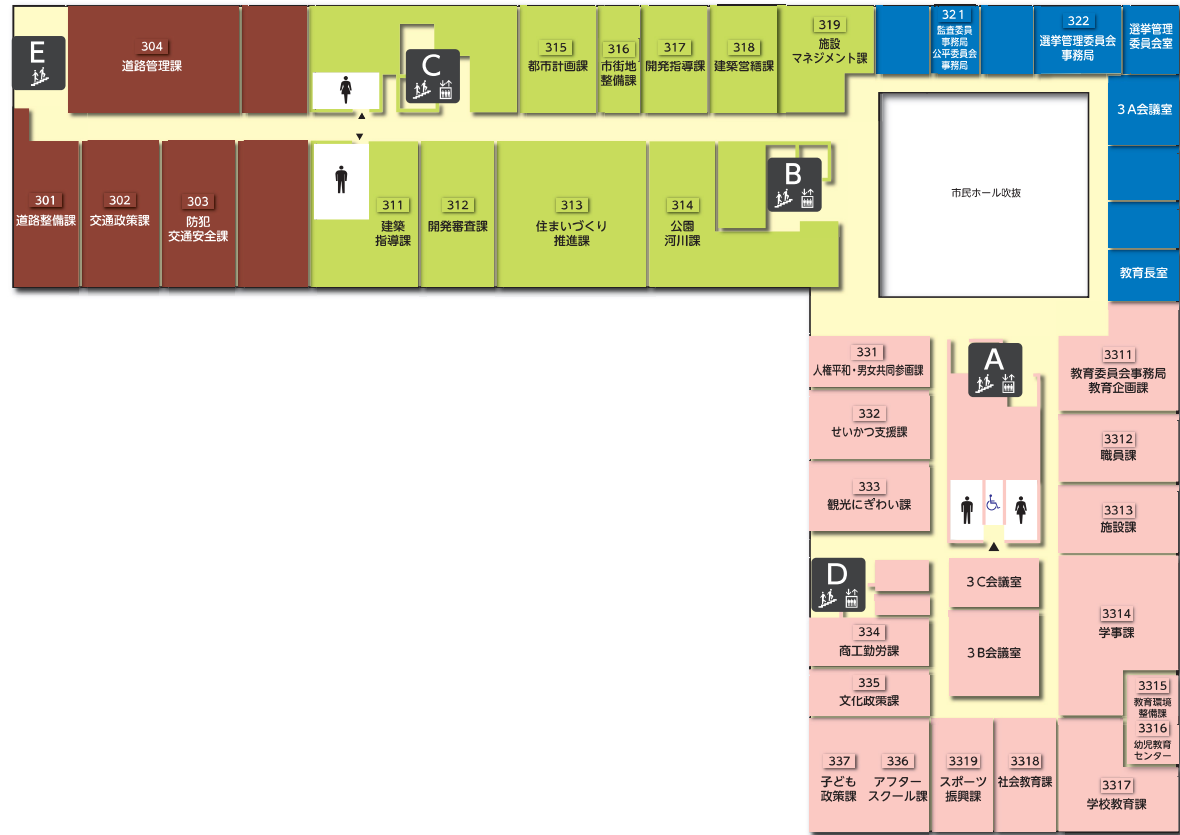 E
304
道路管理課
C
315
都市計画課
316
市街地
整備課
317
開発指導課
318
建築営繕課
319
施設
マネジメント課
321
監査委員
事務局
公平委員会
事務局
322
選挙管理委員会
事務局
選挙管理
委員会室
3A会議室
301
道路整備課
302
交通政策課
303
防犯
交通安全課
311
建築
指導課
312
開発審査課
313
住まいづくり
推進課
314
公園
河川課
B
市民ホール吹抜
教育長室
331
人権平和・男女共同参画課
A
3311
教育委員会事務局
教育企画課
332
せいかつ支援課
3312
職員課
333
観光にぎわい課
3313
施設課
D
3C会議室
3314
学事課
334
商工勤労課
3B会議室
335
文化政策課
3315
教育環境
整備課
3316
幼児教育
センター
337
子ども
政策課
336
アフター
スクール課
3319
スポーツ
振興課
3318
社会教育課
3317
学校教育課